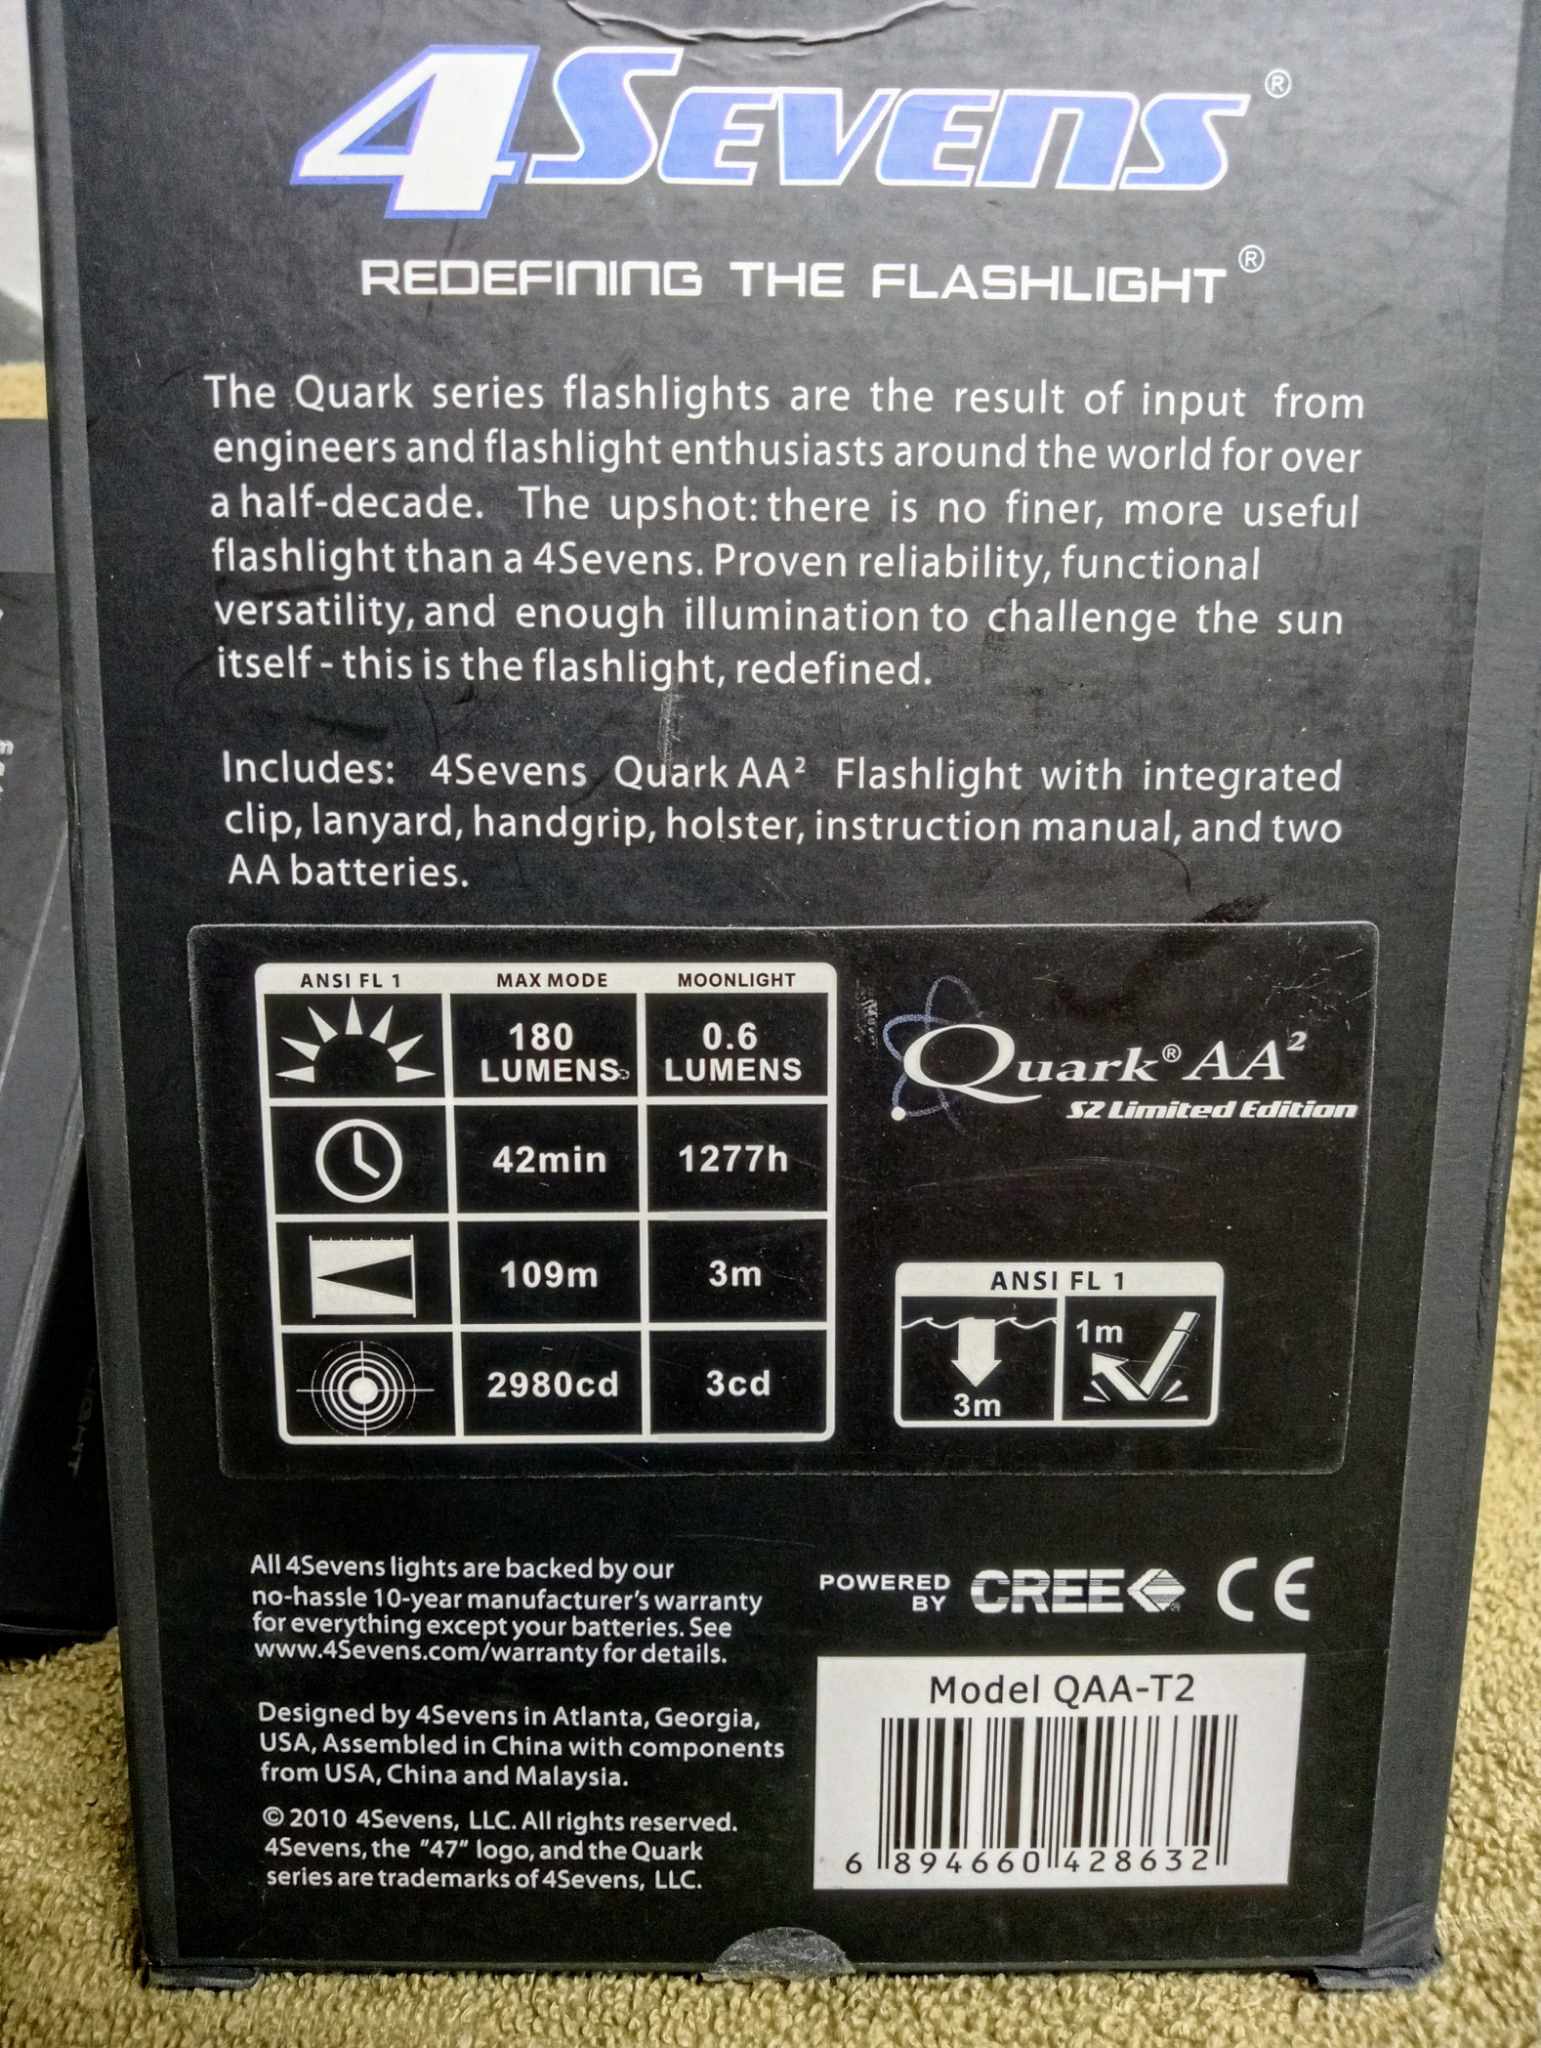 4SEVENS®
REDEFINING THE FLASHLIGHT®
The Quark series flashlights are the result of input from
engineers and flashlight enthusiasts around the world for over
a half-decade. The upshot: there is no finer, more useful
flashlight than a 4Sevens. Proven reliability, functional
versatility, and enough illumination to challenge the sun
itself - this is the flashlight, redefined.
Includes: 4Sevens Quark AA² Flashlight with integrated
clip, lanyard, handgrip, holster, instruction manual, and two
AA batteries.
ANSI FL 1 MAX MODE MOONLIGHT
180 LUMENS 0.6 LUMENS
42min 1277h
109m 3m
2980cd 3cd
Quark® AA²
S2 Limited Edition
ANSI FL 1
3m 1m
All 4Sevens lights are backed by our
no-hassle 10-year manufacturer's warranty
for everything except your batteries. See
www.4Sevens.com/warranty for details.
Designed by 4Sevens in Atlanta, Georgia,
USA, Assembled in China with components
from USA, China and Malaysia.
© 2010 4Sevens, LLC. All rights reserved.
4Sevens, the "47" logo, and the Quark
series are trademarks of 4Sevens, LLC.
POWERED BY CREE CE
Model QAA-T2
6 894660 428632